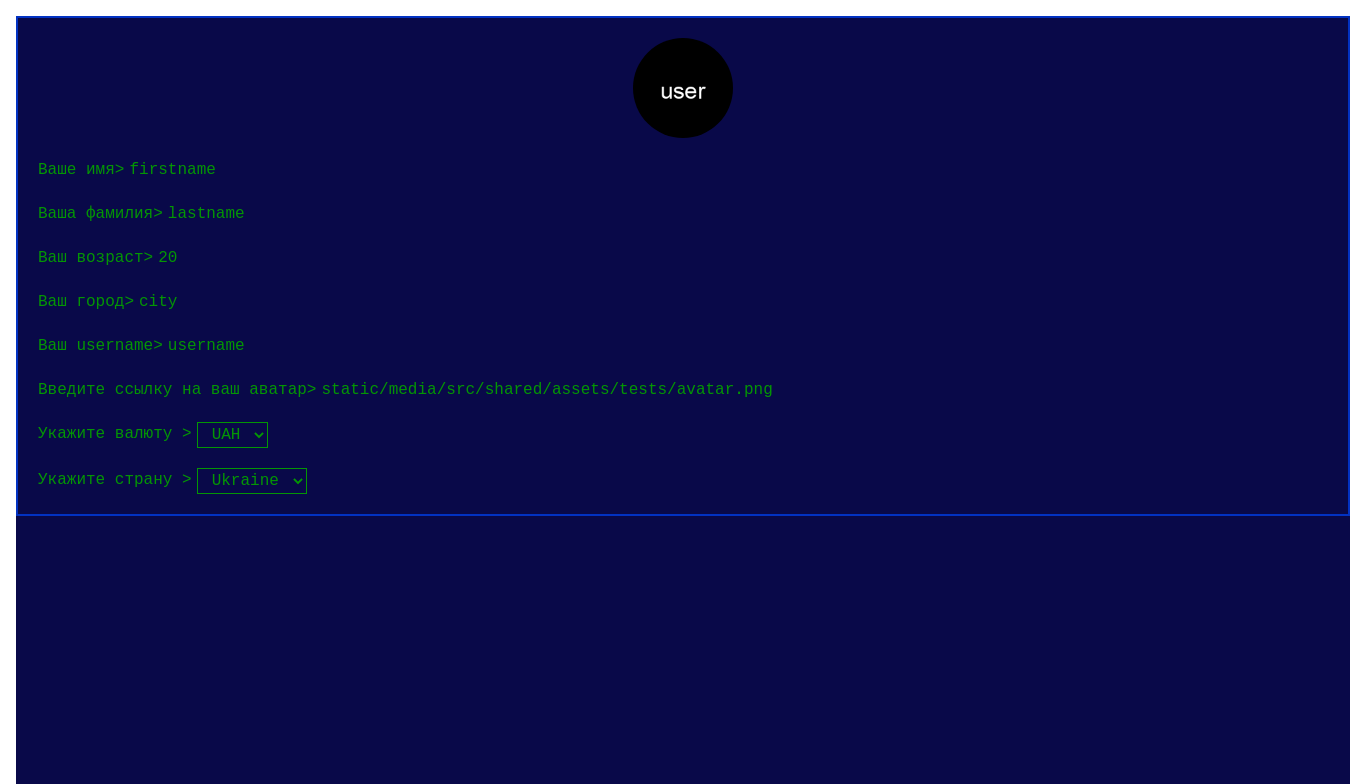 user
Ваше имя> firstname
Ваша фамилия> lastname
Ваш возраст> 20
Ваш город> city
Ваш username> username
Введите ссылку на ваш аватар> static/media/src/shared/assets/tests/avatar.png
Укажите валюту > UAH
Укажите страну > Ukraine